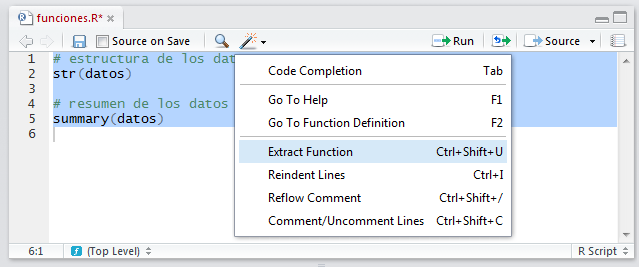 funciones.R*
Source on Save Run Source
1 # estructura de los dat
2 str(datos)
3
4 # resumen de los datos
5 summary(datos)
6
Code Completion Tab
Go To Help F1
Go To Function Definition F2
Extract Function Ctrl+Shift+U
Reindent Lines Ctrl+I
Reflow Comment Ctrl+Shift+/
Comment/Uncomment Lines Ctrl+Shift+C
6:1 (Top Level) R Script